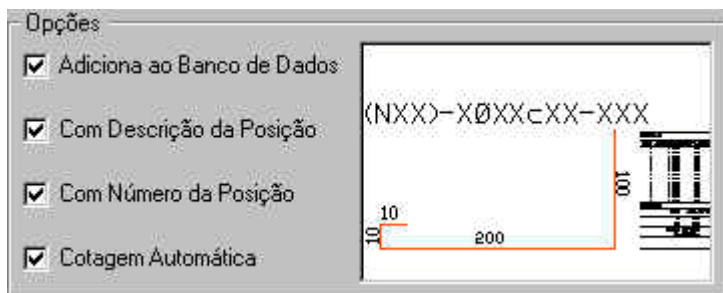 Opções
Adiciona ao Banco de Dados
Com Descrição da Posição
Com Número da Posição
Cotagem Automática
(NXX)-XØXXcXX-XXX
100
10
10
200